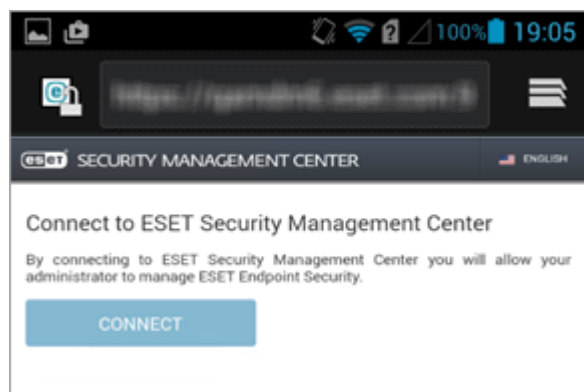 100% 19:05
eset SECURITY MANAGEMENT CENTER ENGLISH
Connect to ESET Security Management Center
By connecting to ESET Security Management Center you will allow your
administrator to manage ESET Endpoint Security.
CONNECT